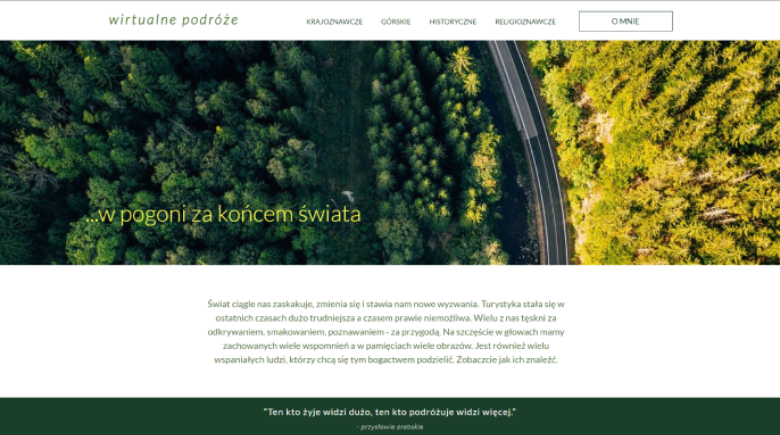 wirtualne podróże
KRAJOZNAWCZE GÓRSKIE HISTORYCZNE RELIGIOZNAWCZE O MNIE
...w pogoni za końcem świata
Świat ciągle nas zaskakuje, zmienia się i stawia nam nowe wyzwania. Turystyka stała się w
ostatnich czasach dużo trudniejsza a czasem prawie niemożliwa. Wielu z nas tęskni za
odkrywaniem, smakowaniem, poznawaniem - za przygodą. Na szczęście w głowach mamy
zachowanych wiele wspomnień a w pamięciach wiele obrazów. Jest również wielu
wspaniałych ludzi, którzy chcą się tym bogactwem podzielić. Zobaczcie jak ich znaleźć.
"Ten kto żyje widzi dużo, ten kto podróżuje widzi więcej."
- przysłowie arabskie